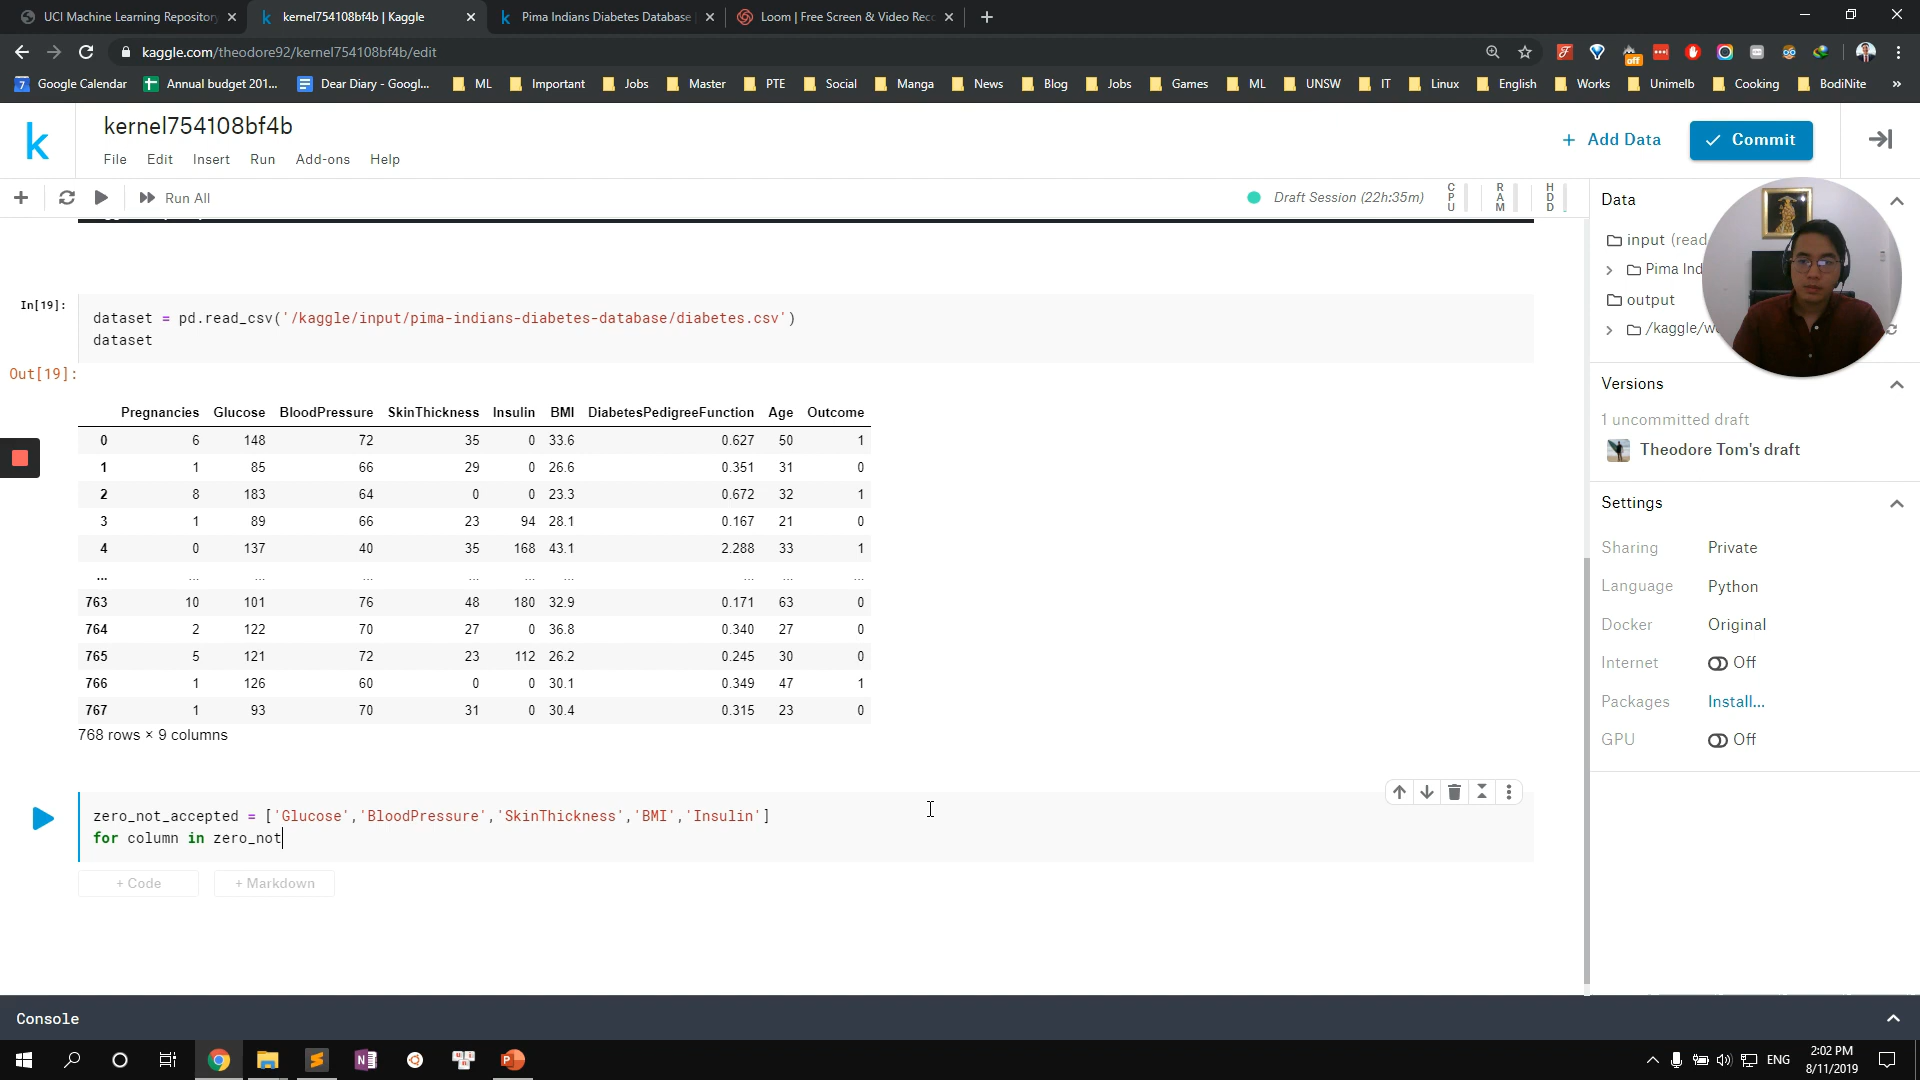 UCI Machine Learning Repository
kernel754108bf4b | Kaggle
Pima Indians Diabetes Database
Loom | Free Screen & Video Rec
kaggle.com/theodore92/kernel754108bf4b/edit
off
7 Google Calendar
Annual budget 201...
Dear Diary - Googl...
ML
Important
Jobs
Master
PTE
Social
Manga
News
Blog
Jobs
Games
ML
UNSW
IT
Linux
English
Works
Unimelb
Cooking
BodiNite
»
k
kernel754108bf4b
File Edit Insert Run Add-ons Help
+ Add Data
Commit
Run All
Draft Session (22h:35m)
CPU
RAM
HDD
In[19]:
dataset = pd.read_csv('/kaggle/input/pima-indians-diabetes-database/diabetes.csv')
dataset
Out[19]:
Pregnancies Glucose BloodPressure SkinThickness Insulin BMI DiabetesPedigreeFunction Age Outcome
0 6 148 72 35 0 33.6 0.627 50 1
1 1 85 66 29 0 26.6 0.351 31 0
2 8 183 64 0 0 23.3 0.672 32 1
3 1 89 66 23 94 28.1 0.167 21 0
4 0 137 40 35 168 43.1 2.288 33 1
... ... ... ... ... ... ... ... ... ...
763 10 101 76 48 180 32.9 0.171 63 0
764 2 122 70 27 0 36.8 0.340 27 0
765 5 121 72 23 112 26.2 0.245 30 0
766 1 126 60 0 0 30.1 0.349 47 1
767 1 93 70 31 0 30.4 0.315 23 0
768 rows × 9 columns
zero_not_accepted = ['Glucose','BloodPressure','SkinThickness','BMI','Insulin']
for column in zero_not
+ Code
+ Markdown
Data
input (read
Pima Ind
output
/kaggle/w
Versions
1 uncommitted draft
Theodore Tom's draft
Settings
Sharing Private
Language Python
Docker Original
Internet Off
Packages Install...
GPU Off
Console
ENG
2:02 PM
8/11/2019